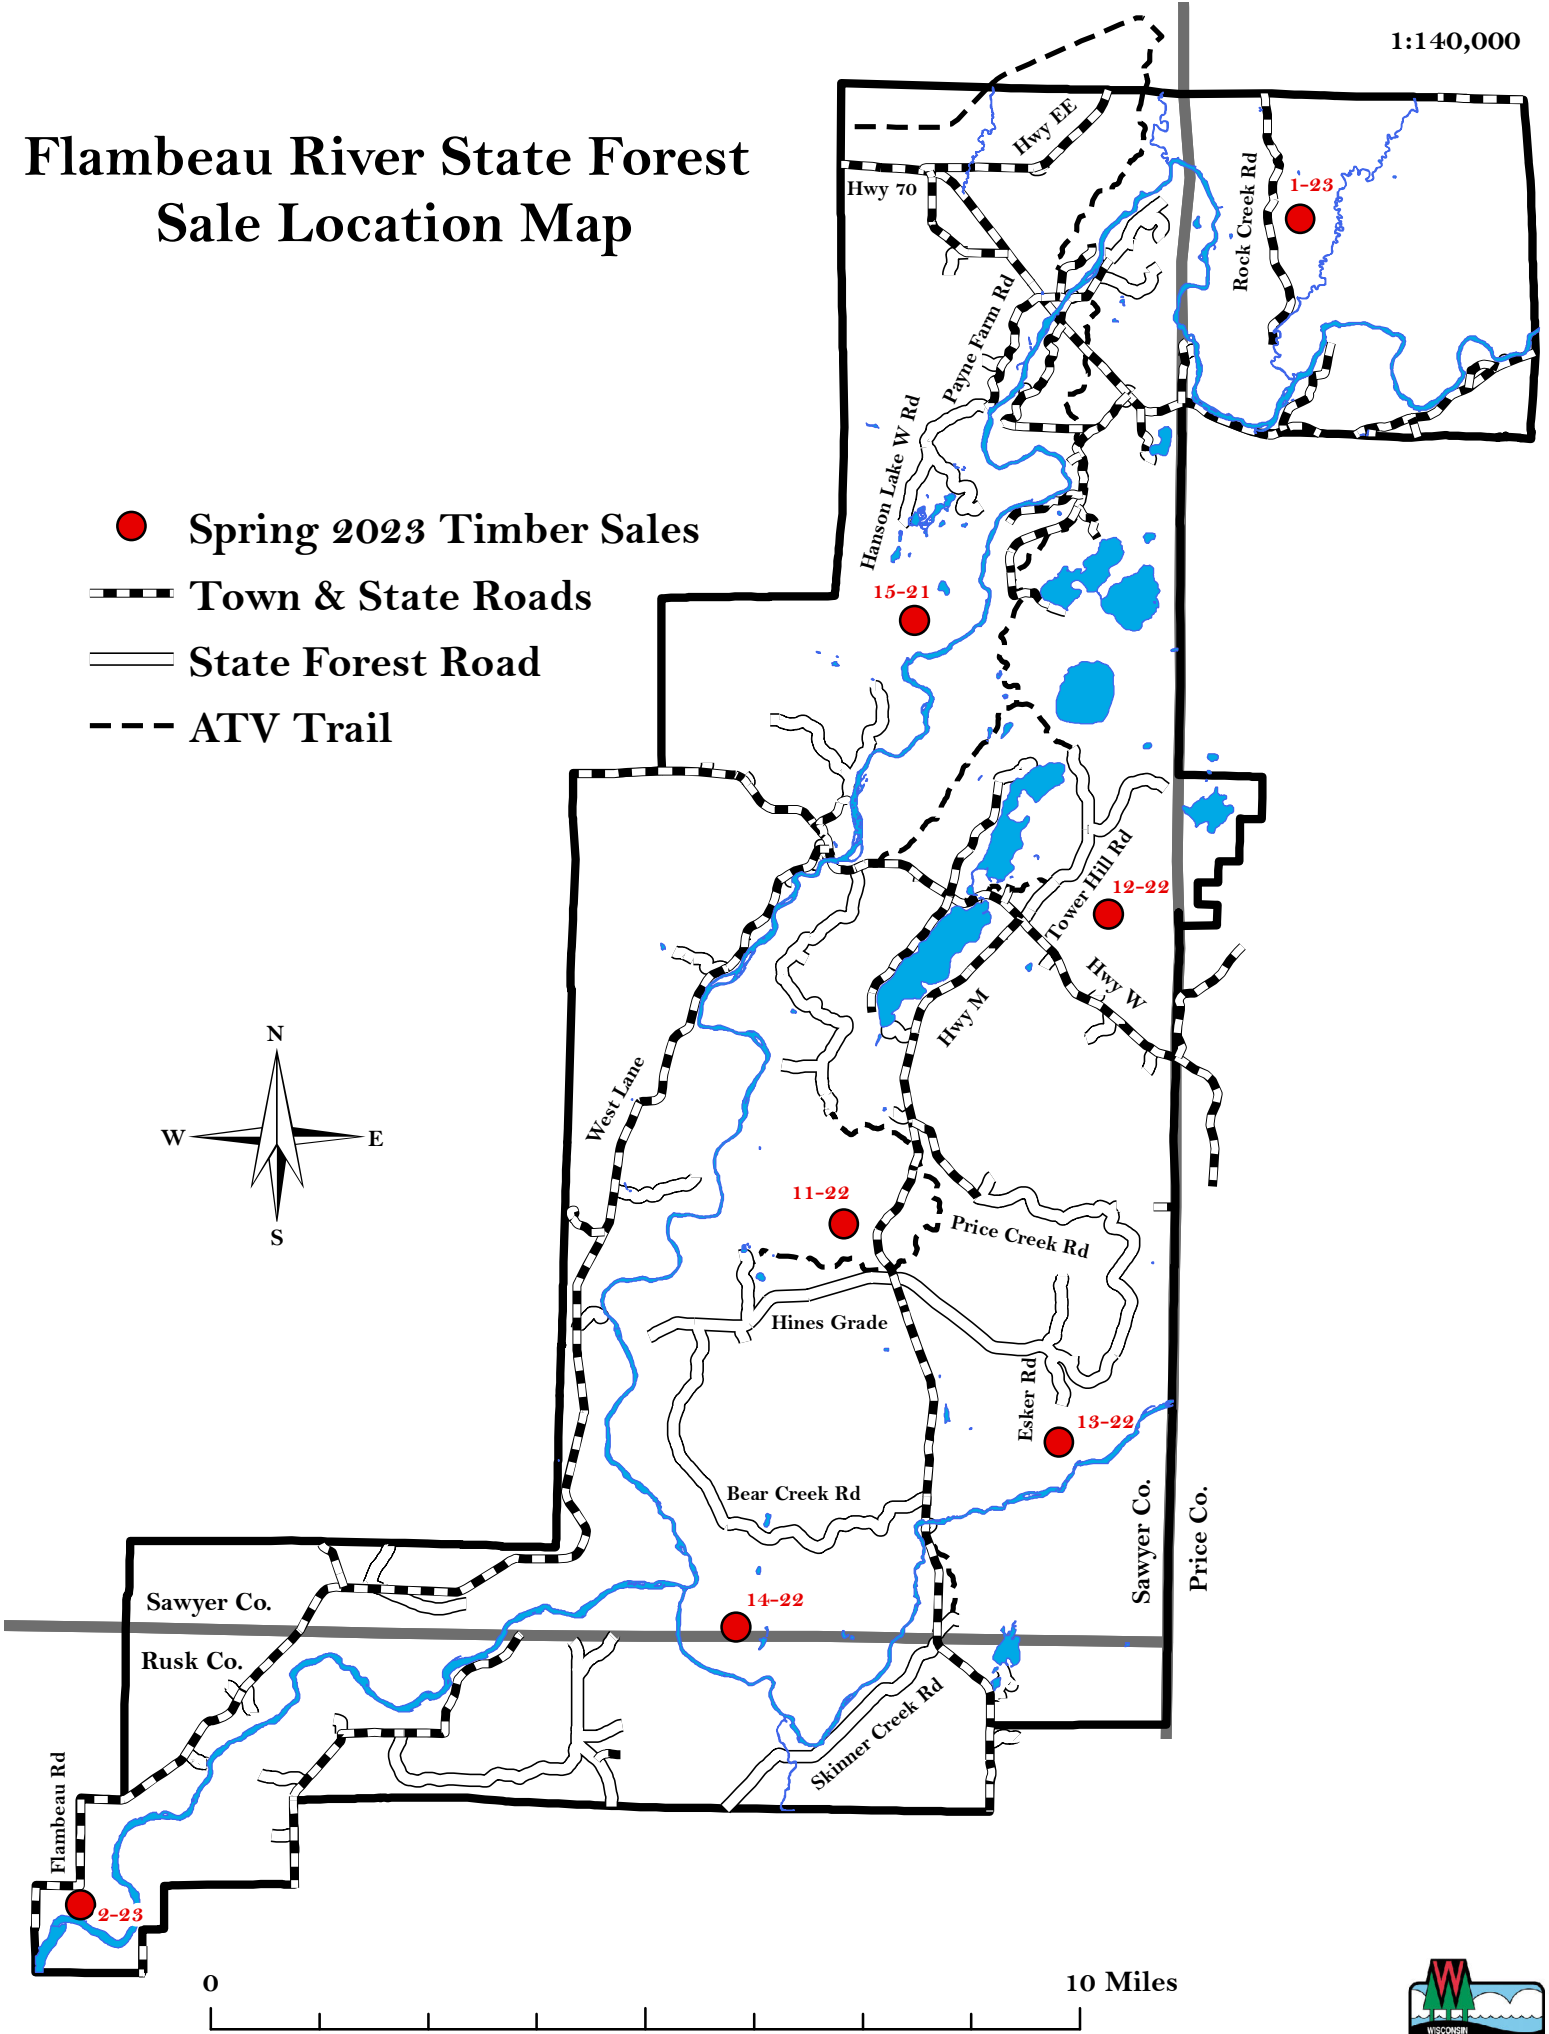 1:140,000
Flambeau River State Forest
Sale Location Map
Hwy EE
Hwy 70
Rock Creek Rd
1-23
Payne Farm Rd
Hanson Lake W Rd
Spring 2023 Timber Sales
Town & State Roads
State Forest Road
ATV Trail
15-21
Tower Hill Rd
12-22
Hwy W
Hwy M
N
W
E
S
West Lane
11-22
Price Creek Rd
Hines Grade
Esker Rd
13-22
Bear Creek Rd
Sawyer Co.
Price Co.
14-22
Sawyer Co.
Rusk Co.
Skinner Creek Rd
Flambeau Rd
2-23
0
10 Miles
W
WISCONSIN